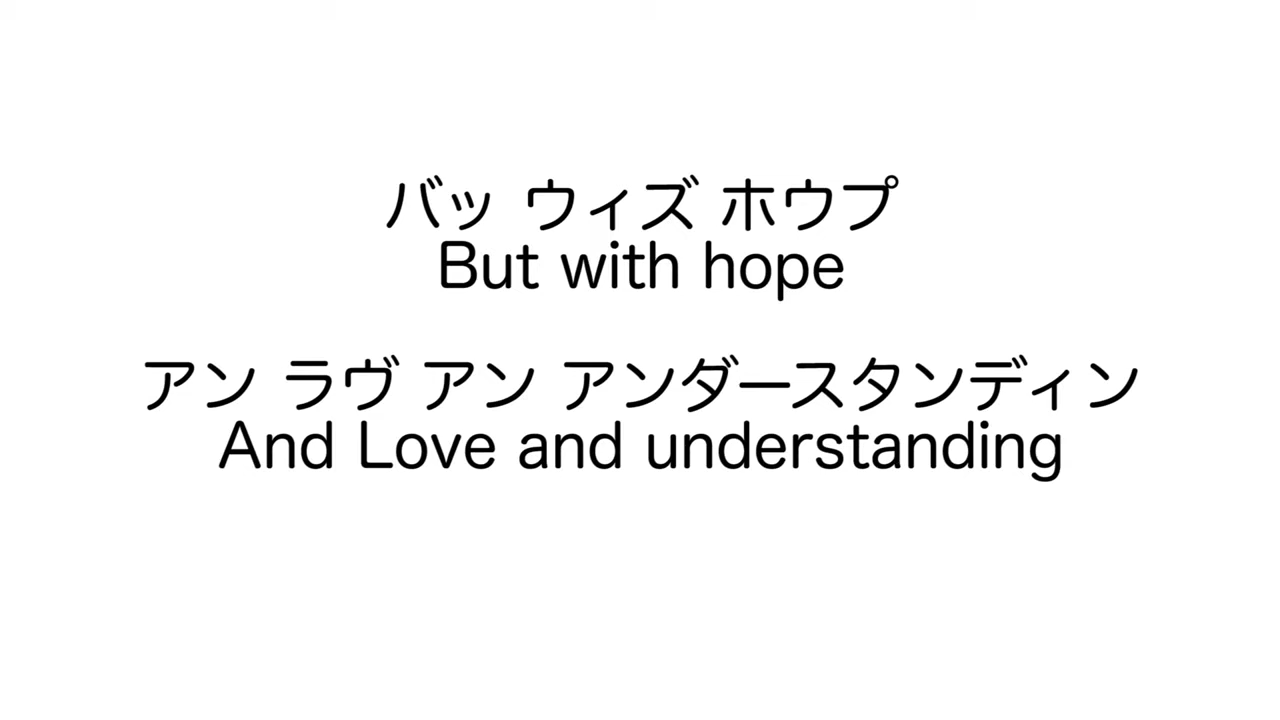 バッ ウィズ ホウプ
But with hope
アン ラヴ アン アンダースタンディン
And Love and understanding